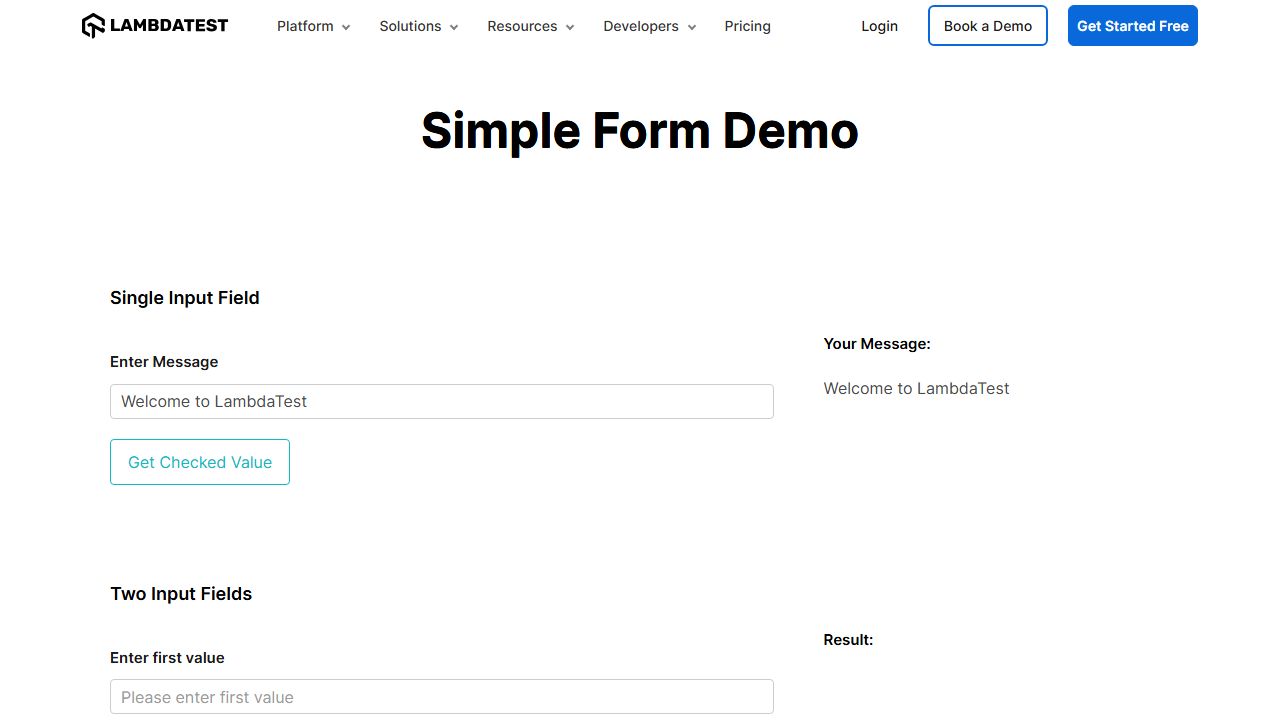 LAMBDATEST Platform Solutions Resources Developers Pricing Login Book a Demo Get Started Free
Simple Form Demo
Single Input Field
Enter Message
Welcome to LambdaTest
Get Checked Value
Your Message:
Welcome to LambdaTest
Two Input Fields
Enter first value
Please enter first value
Result: